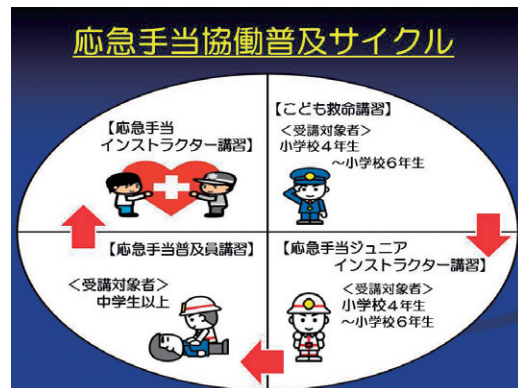 応急手当協働普及サイクル
【応急手当
インストラクター講習】
【こども救命講習】
＜受講対象者＞
小学校4年生
～小学校6年生
【応急手当普及員講習】
＜受講対象者＞
中学生以上
【応急手当ジュニア
インストラクター講習】
＜受講対象者＞
小学校4年生
～小学校6年生